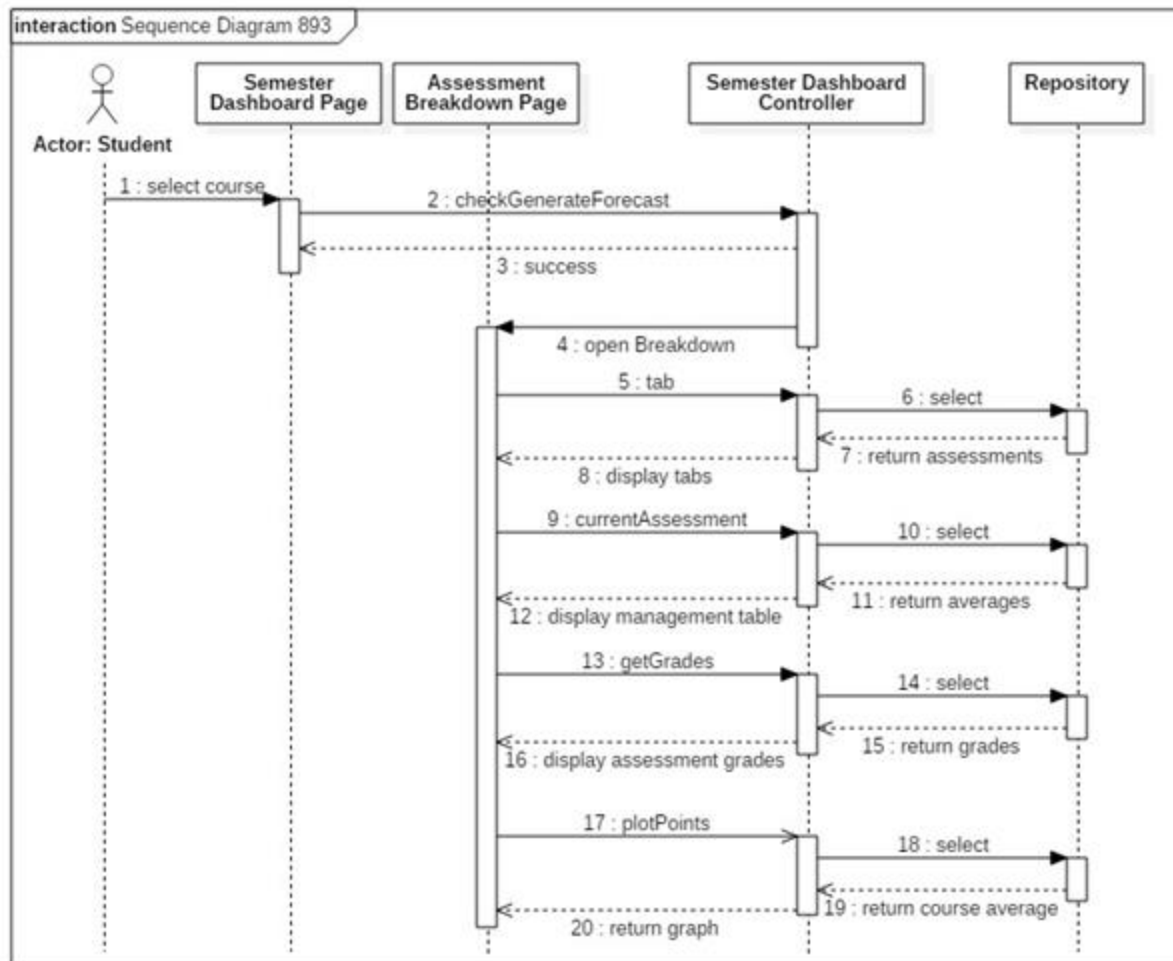 interaction Sequence Diagram 893
Semester
Dashboard Page
Assessment
Breakdown Page
Semester Dashboard
Controller
Repository
Actor: Student
1 : select course
2 : checkGenerateForecast
3 : success
4 : open Breakdown
5 : tab
6 : select
7 : return assessments
8 : display tabs
9 : currentAssessment
10 : select
11 : return averages
12 : display management table
13 : getGrades
14 : select
15 : return grades
16 : display assessment grades
17 : plotPoints
18 : select
19 : return course average
20 : return graph